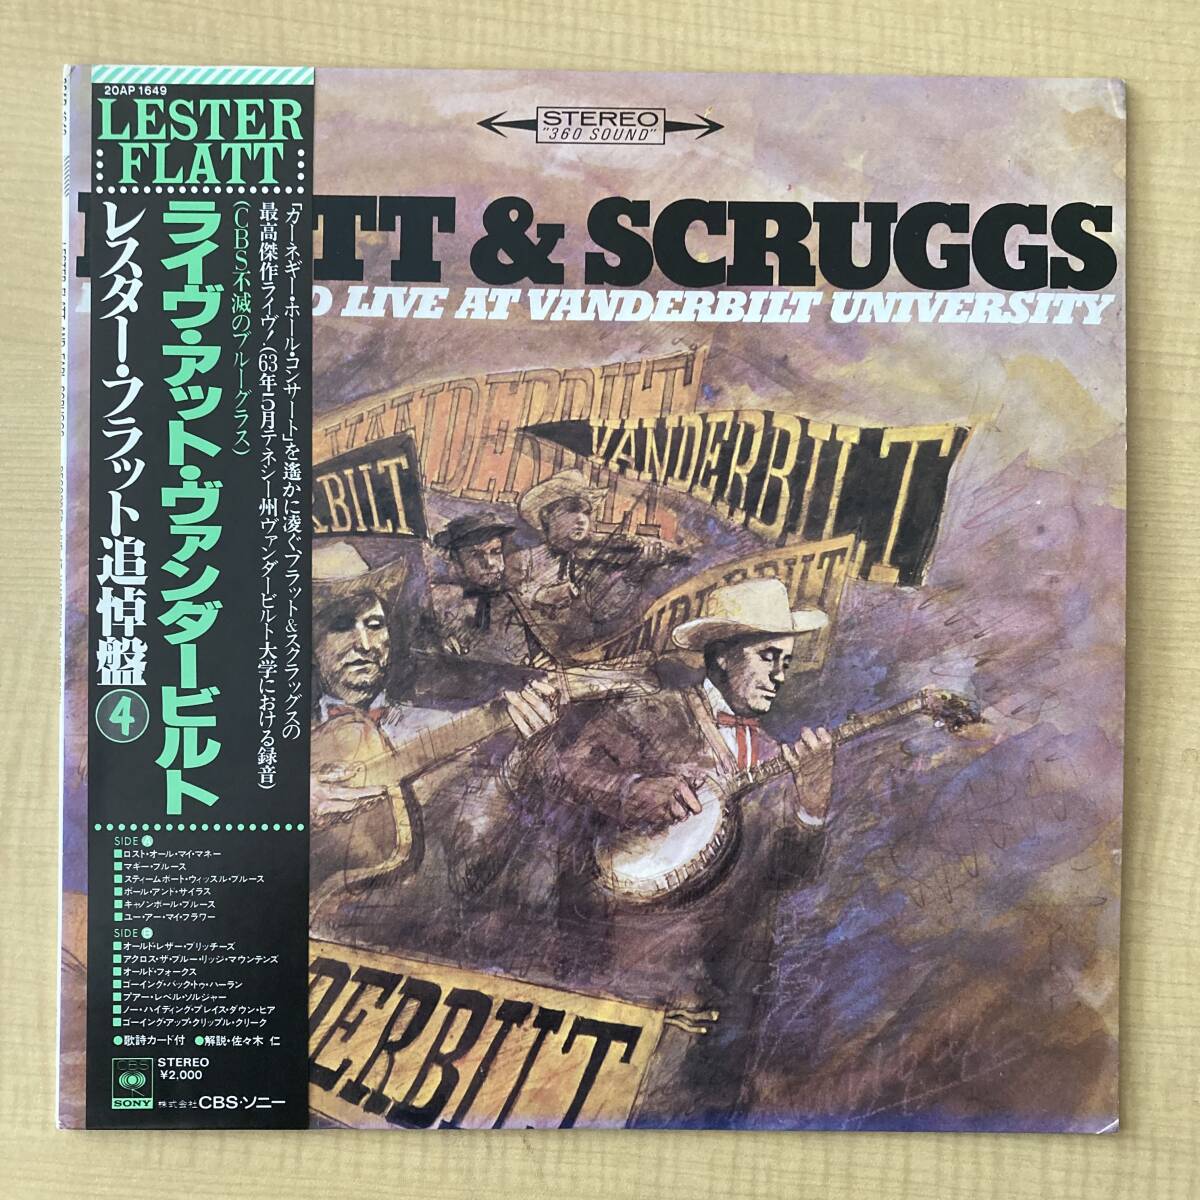 20AP 1649
LESTER
FLATT
「カーネギー・ホール・コンサート」を遙かに凌ぐ、フラット&スクラッグスの
最高傑作ライヴ!(63年5月テネシー州ヴァンダービルト大学における録音)
(CBS不滅のブルーグラス)
ライヴ・アット・ヴァンダービルト
レスター・フラット追悼盤④
SIDE A
■ロスト・オール・マイ・マネー
■マキー・ブルース
■スティームボート・ウィッスル・ブルース
■ポール・アンド・サイラス
■キャノンボール・ブルース
■ユー・アー・マイ・フラワー
SIDE B
■オールド・レザー・ブリッチーズ
■アクロス・ザ・ブルー・リッジ・マウンテンズ
■オールド・フォークス
■ゴーイング・バック・トゥ・ハーラン
■プアー・レベル・ソルジャー
■ノー・ハイディング・プレイス・ダウン・ヒア
■ゴーイング・アップ・クリップル・クリーク
●歌詩カード付 ●解説・佐々木 仁
CBS
SONY
STEREO
¥2,000
株式会社 CBS・ソニー
STEREO
"360 SOUND"
TT & SCRUGGS
D LIVE AT VANDERBILT UNIVERSITY
VANDERBILT
VANDERBILT
RBILT
DERBILT